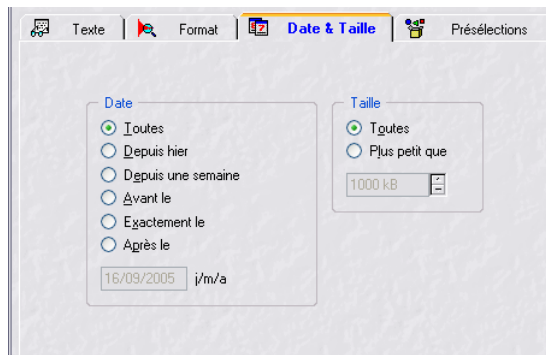 Texte Format Date & Taille Présélections
Date
Toutes
Depuis hier
Depuis une semaine
Avant le
Exactement le
Après le
16/09/2005 j/m/a
Taille
Toutes
Plus petit que
1000 kB